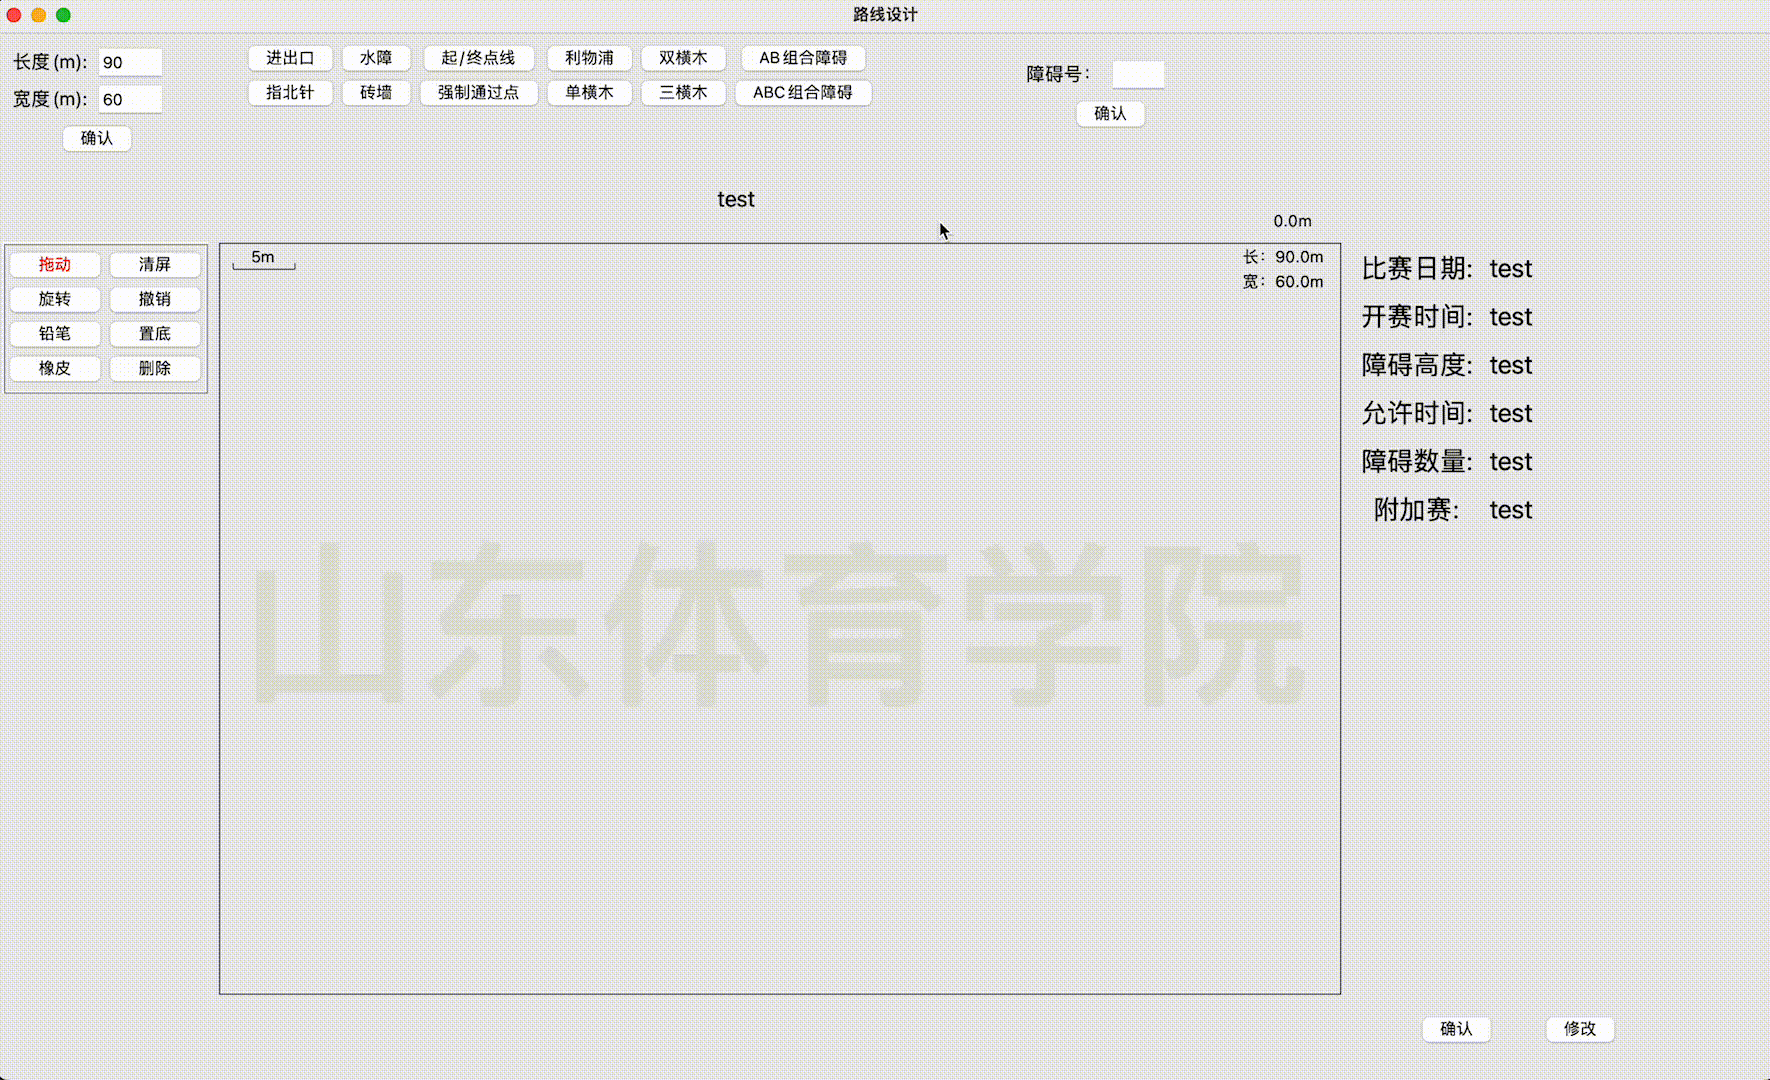 路线设计
长度(m): 90
宽度(m): 60
确认
进出口 水障 起/终点线 利物浦 双横木 AB组合障碍
指北针 砖墙 强制通过点 单横木 三横木 ABC组合障碍
障碍号:
确认
test
0.0m
拖动 清屏
旋转 撤销
铅笔 置底
橡皮 删除
5m
长: 90.0m
宽: 60.0m
山东体育学院
比赛日期: test
开赛时间: test
障碍高度: test
允许时间: test
障碍数量: test
附加赛: test
确认 修改